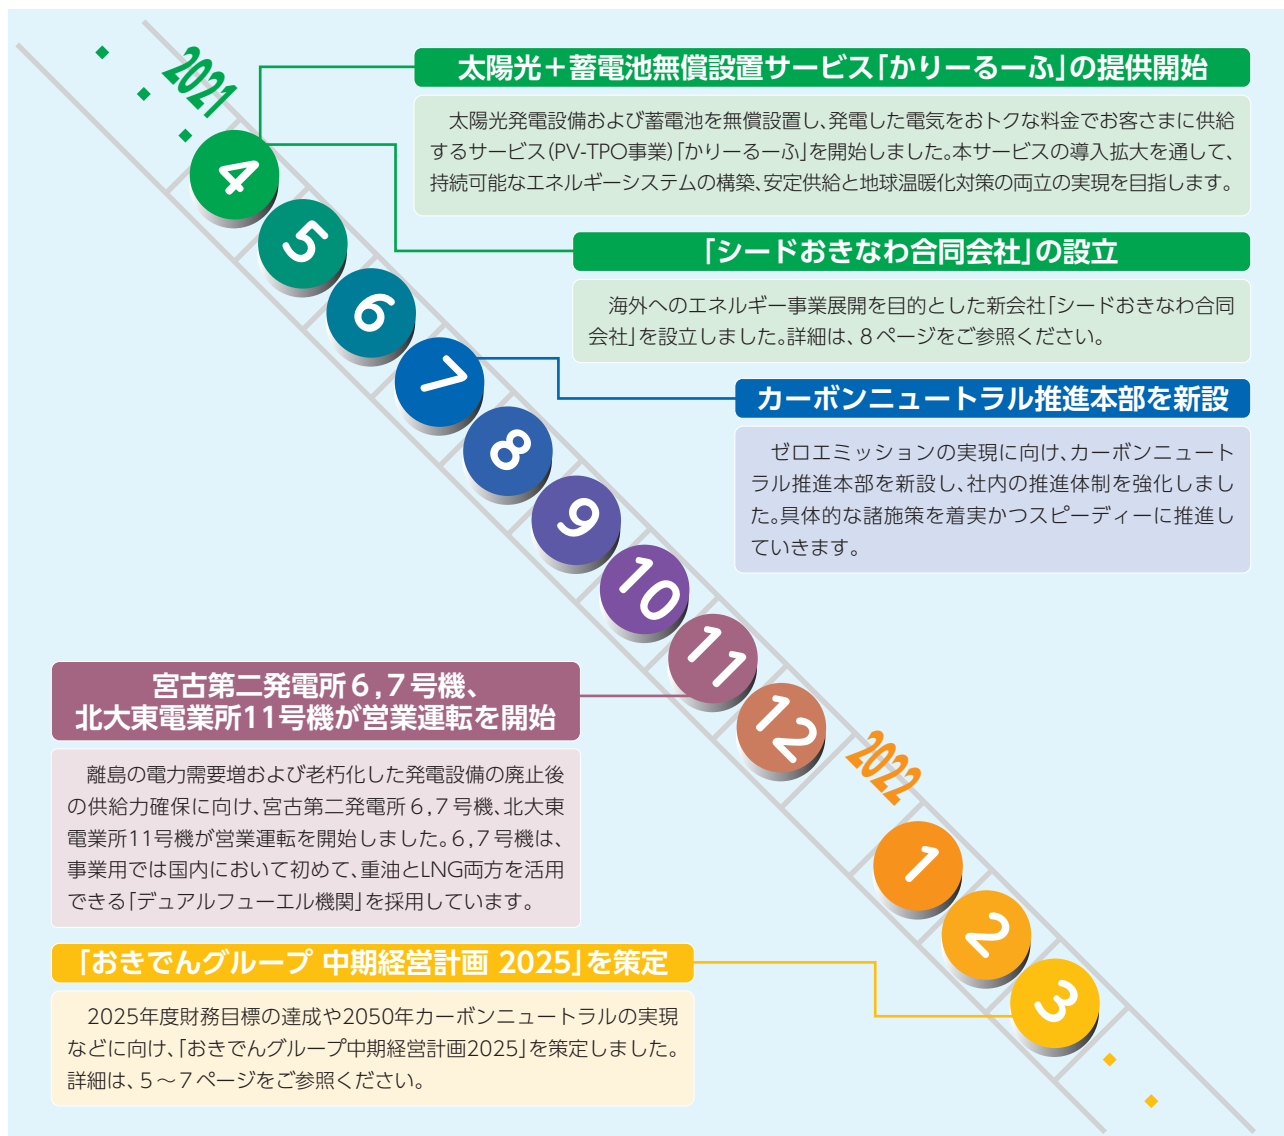 2021
4
太陽光＋蓄電池無償設置サービス「かりーるーふ」の提供開始
太陽光発電設備および蓄電池を無償設置し、発電した電気をおトクな料金でお客さまに供給
するサービス（PV-TPO事業）「かりーるーふ」を開始しました。本サービスの導入拡大を通して、
持続可能なエネルギーシステムの構築、安定供給と地球温暖化対策の両立の実現を目指します。
「シードおきなわ合同会社」の設立
海外へのエネルギー事業展開を目的とした新会社「シードおきなわ合同
会社」を設立しました。詳細は、８ページをご参照ください。
5
6
7
カーボンニュートラル推進本部を新設
ゼロエミッションの実現に向け、カーボンニュート
ラル推進本部を新設し、社内の推進体制を強化しまし
た。具体的な諸施策を着実かつスピーディーに推進し
ていきます。
8
9
10
11
宮古第二発電所６,７号機、
北大東電業所11号機が営業運転を開始
離島の電力需要増および老朽化した発電設備の廃止後
の供給力確保に向け、宮古第二発電所６,７号機、北大東
電業所11号機が営業運転を開始しました。６,７号機は、
事業用では国内において初めて、重油とLNG両方を活用
できる「デュアルフューエル機関」を採用しています。
12
2022
1
2
3
「おきでんグループ 中期経営計画 2025」を策定
2025年度財務目標の達成や2050年カーボンニュートラルの実現
などに向け、「おきでんグループ中期経営計画2025」を策定しました。
詳細は、５～７ページをご参照ください。